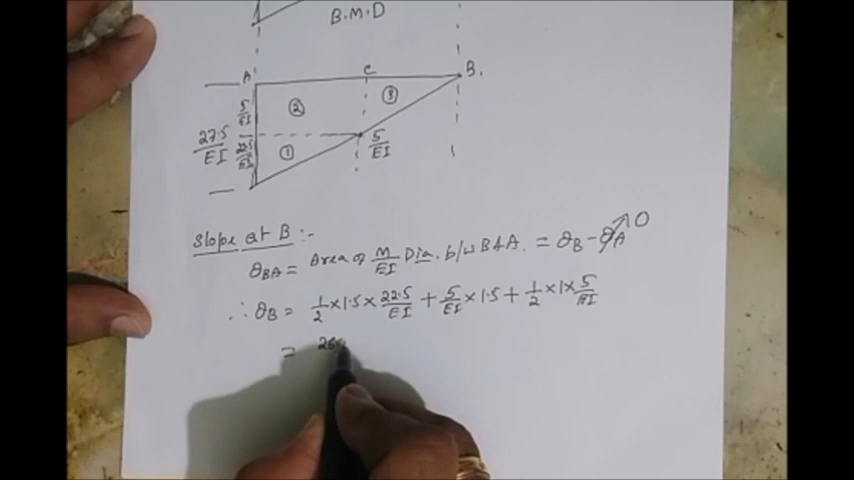 B.M.D
A C B.
5/EI ② ③
27.5/EI 22.5/EI ① 5/EI
Slope at B :-
θBA = Area of M/EI Dia. b/w B & A. = θB - θA 0
∴ θB = 1/2 × 1.5 × 22.5/EI + 5/EI × 1.5 + 1/2 × 1 × 5/EI
=